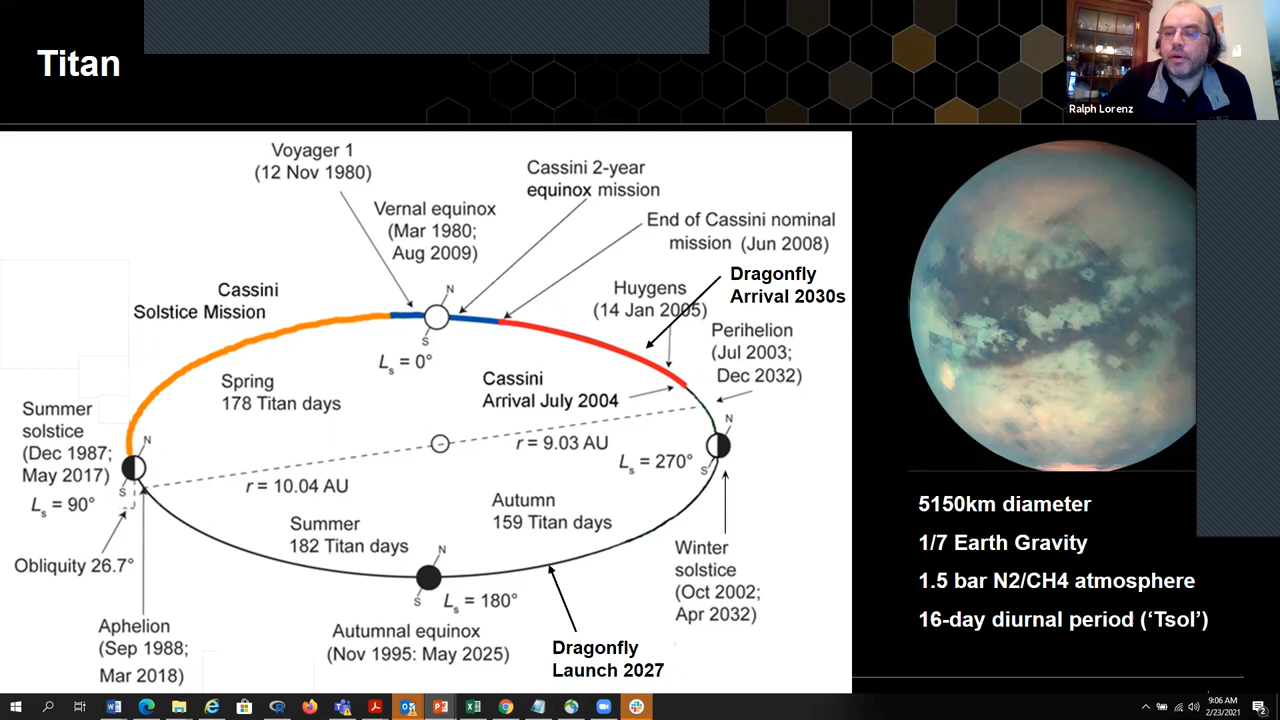 Titan
Ralph Lorenz
Voyager 1
(12 Nov 1980)
Cassini 2-year
equinox mission
Vernal equinox
(Mar 1980;
Aug 2009)
End of Cassini nominal
mission (Jun 2008)
Dragonfly
Arrival 2030s
Huygens
(14 Jan 2005)
Cassini
Solstice Mission
Perihelion
(Jul 2003;
Dec 2032)
N
S
Ls = 0°
Spring
178 Titan days
Cassini
Arrival July 2004
Summer
solstice
(Dec 1987;
May 2017)
N
S
Ls = 90°
r = 9.03 AU
N
S
Ls = 270°
r = 10.04 AU
Autumn
159 Titan days
Summer
182 Titan days
Obliquity 26.7°
N
S
Ls = 180°
Winter
solstice
(Oct 2002;
Apr 2032)
Aphelion
(Sep 1988;
Mar 2018)
Autumnal equinox
(Nov 1995: May 2025)
Dragonfly
Launch 2027
5150km diameter
1/7 Earth Gravity
1.5 bar N2/CH4 atmosphere
16-day diurnal period (‘Tsol’)
9:06 AM
2/23/2021